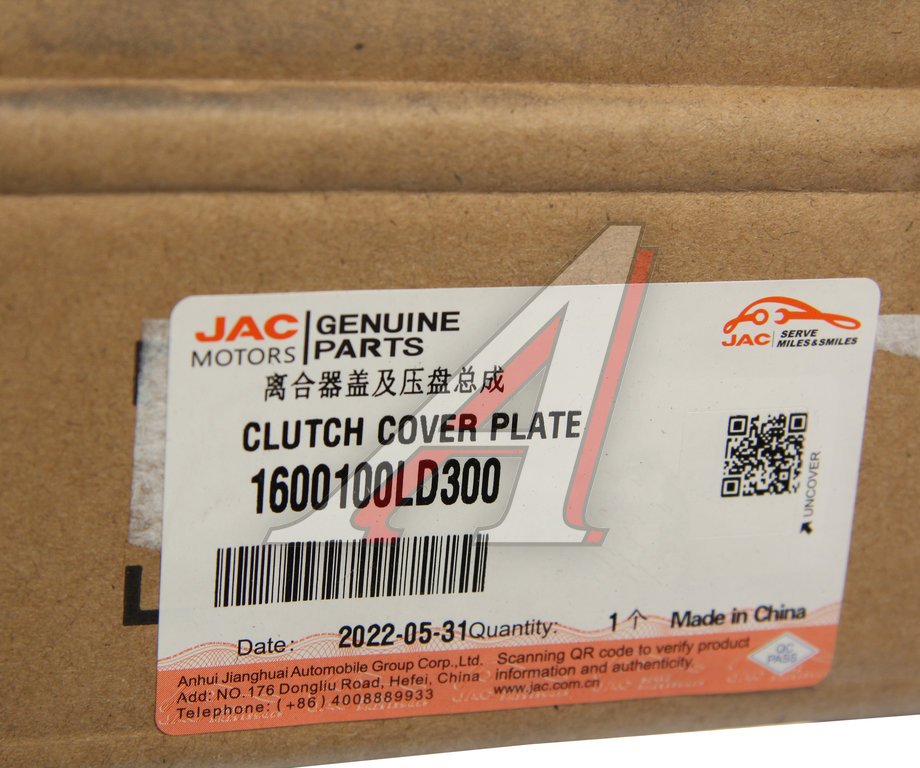 JAC MOTORS
GENUINE PARTS
JAC SERVE MILES&SMILES
离合器盖及压盘总成
CLUTCH COVER PLATE
1600100LD300
UNCOVER
Date: 2022-05-31 Quantity: 1个 Made in China
Anhui Jianghuai Automobile Group Corp.,Ltd.
Add: NO.176 Dongliu Road, Hefei, China
Telephone: (+86) 4008889933
Scanning QR code to verify product
information and authenticity.
www.jac.com.cn
QC
PASS